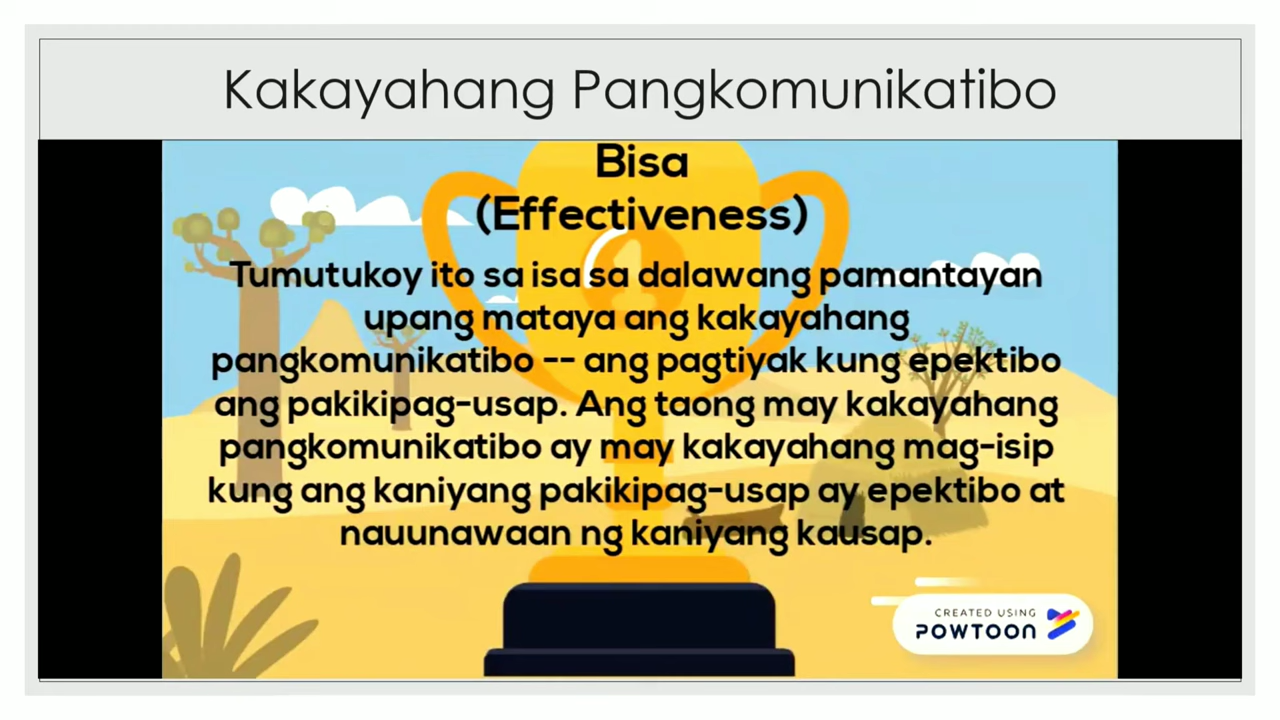 Kakayahang Pangkomunikatibo
Bisa
(Effectiveness)
Tumutukoy ito sa isa sa dalawang pamantayan
upang mataya ang kakayahang
pangkomunikatibo -- ang pagtiyak kung epektibo
ang pakikipag-usap. Ang taong may kakayahang
pangkomunikatibo ay may kakayahang mag-isip
kung ang kaniyang pakikipag-usap ay epektibo at
nauunawaan ng kaniyang kausap.
1
CREATED USING
POWTOON